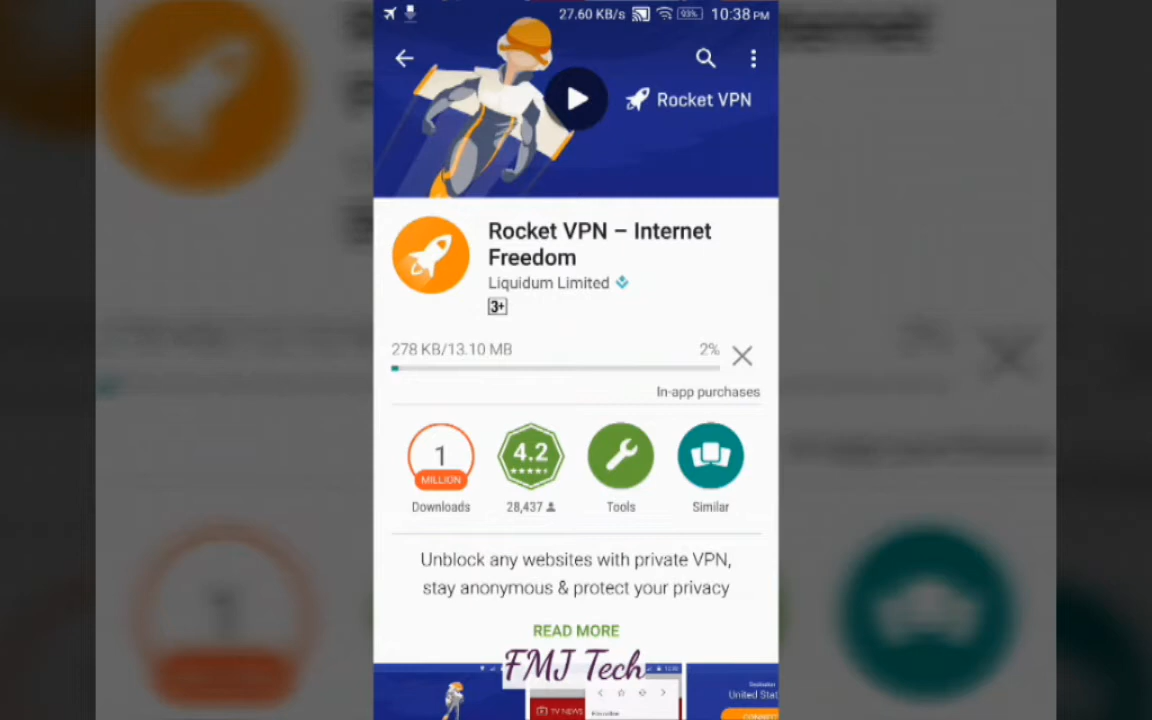 27.60 KB/s 93% 10:38 PM
Rocket VPN
Rocket VPN – Internet
Freedom
Liquidum Limited
3+
278 KB/13.10 MB 2%
In-app purchases
1
MILLION
4.2
Downloads 28,437 Tools Similar
Unblock any websites with private VPN,
stay anonymous & protect your privacy
READ MORE
FMJ Tech
TV NEWS
United Stat